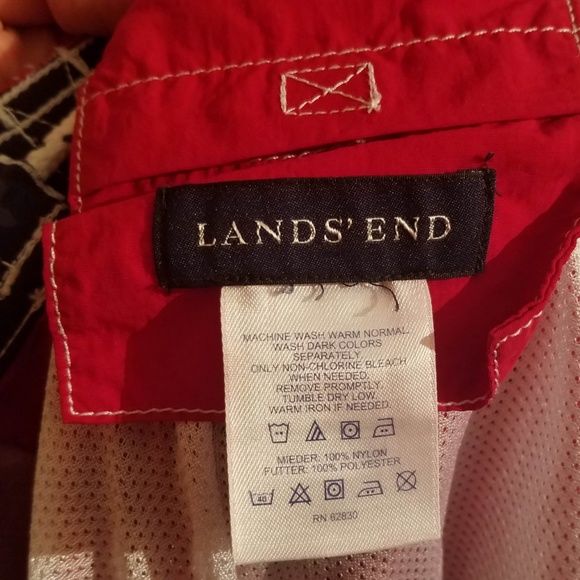 LANDS' END
MACHINE WASH WARM NORMAL.
WASH DARK COLORS
SEPARATELY.
ONLY NON-CHLORINE BLEACH
WHEN NEEDED.
REMOVE PROMPTLY.
TUMBLE DRY LOW.
WARM IRON IF NEEDED.
MIEDER: 100% NYLON
FUTTER: 100% POLYESTER
40
RN 62830